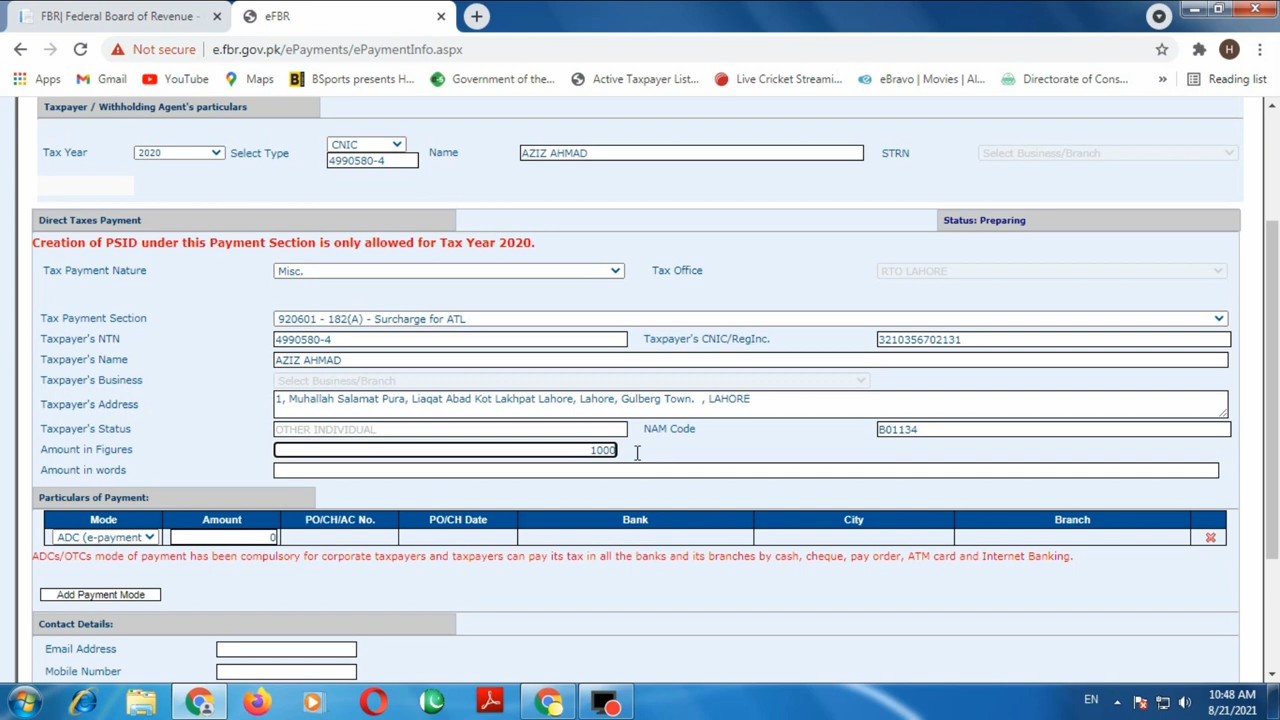 FBR| Federal Board of Revenue -
eFBR
Not secure e.fbr.gov.pk/ePayments/ePaymentInfo.aspx
Apps Gmail YouTube Maps BSports presents H... Government of the... Active Taxpayer List... Live Cricket Streami... eBravo | Movies | Al... Directorate of Cons... » Reading list
Taxpayer / Withholding Agent's particulars
Tax Year 2020 Select Type CNIC Name AZIZ AHMAD STRN Select Business/Branch
4990580-4
Direct Taxes Payment Status: Preparing
Creation of PSID under this Payment Section is only allowed for Tax Year 2020.
Tax Payment Nature Misc. Tax Office RTO LAHORE
Tax Payment Section 920601 - 182(A) - Surcharge for ATL
Taxpayer's NTN 4990580-4 Taxpayer's CNIC/RegInc. 3210356702131
Taxpayer's Name AZIZ AHMAD
Taxpayer's Business Select Business/Branch
Taxpayer's Address 1, Muhallah Salamat Pura, Liaqat Abad Kot Lakhpat Lahore, Lahore, Gulberg Town. , LAHORE
Taxpayer's Status OTHER INDIVIDUAL NAM Code B01134
Amount in Figures 1000
Amount in words
Particulars of Payment:
Mode Amount PO/CH/AC No. PO/CH Date Bank City Branch
ADC (e-payment 0
ADCs/OTCs mode of payment has been compulsory for corporate taxpayers and taxpayers can pay its tax in all the banks and its branches by cash, cheque, pay order, ATM card and Internet Banking.
Add Payment Mode
Contact Details:
Email Address
Mobile Number
EN 10:48 AM
8/21/2021